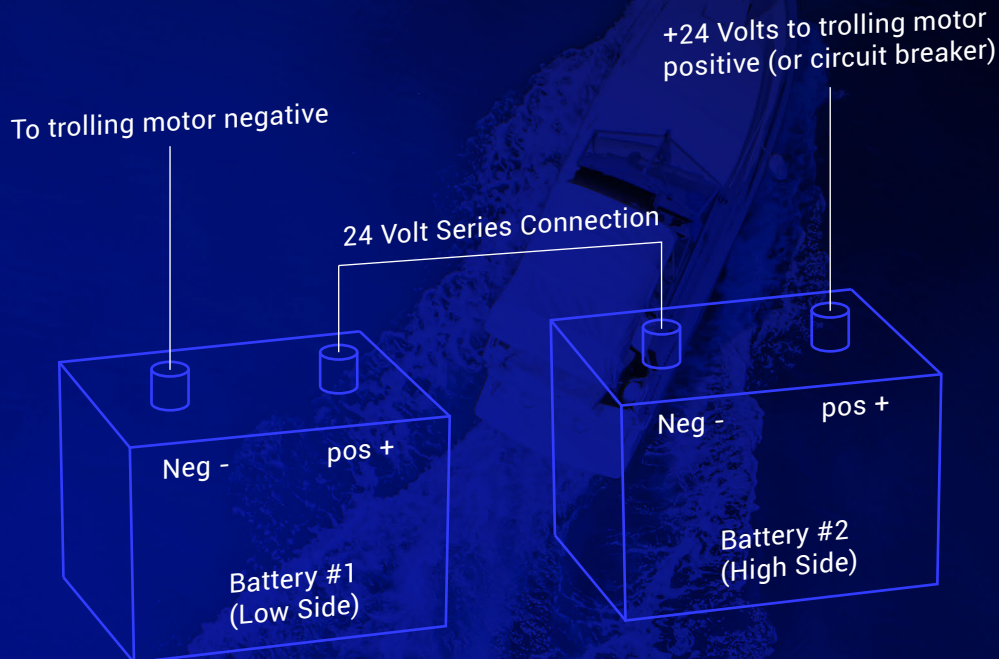 +24 Volts to trolling motor
positive (or circuit breaker)
To trolling motor negative
24 Volt Series Connection
Neg -
pos +
Neg -
pos +
Battery #1
(Low Side)
Battery #2
(High Side)